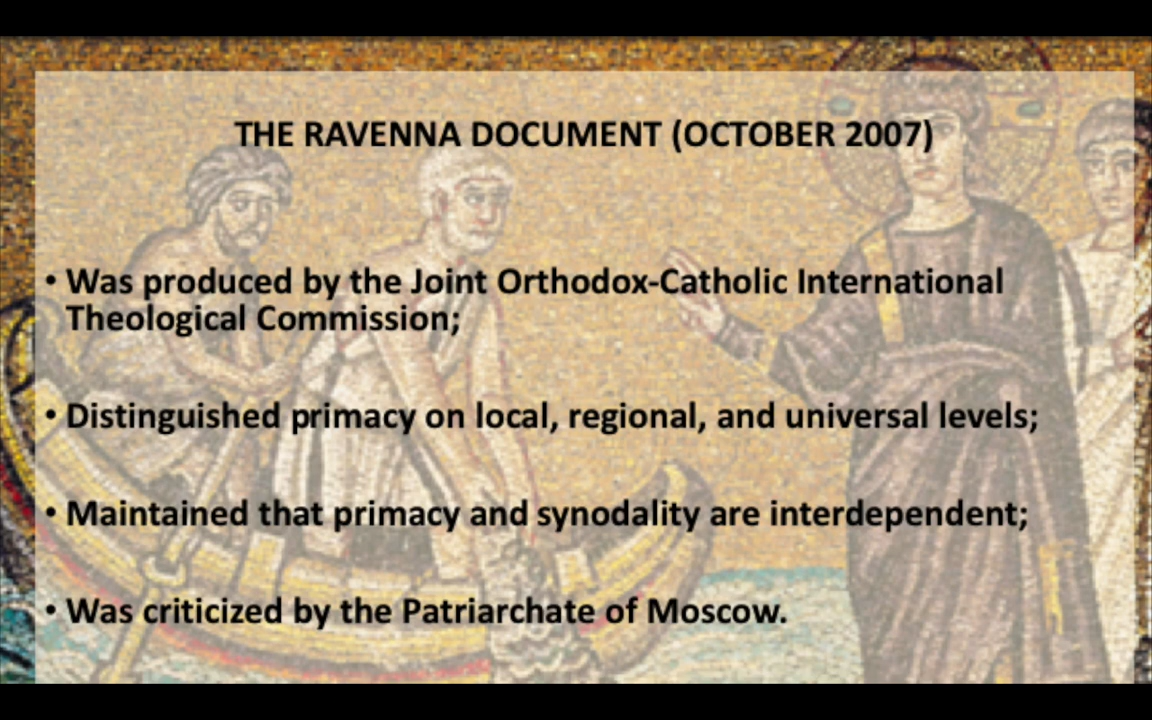 THE RAVENNA DOCUMENT (OCTOBER 2007)
• Was produced by the Joint Orthodox-Catholic International
Theological Commission;
• Distinguished primacy on local, regional, and universal levels;
• Maintained that primacy and synodality are interdependent;
• Was criticized by the Patriarchate of Moscow.